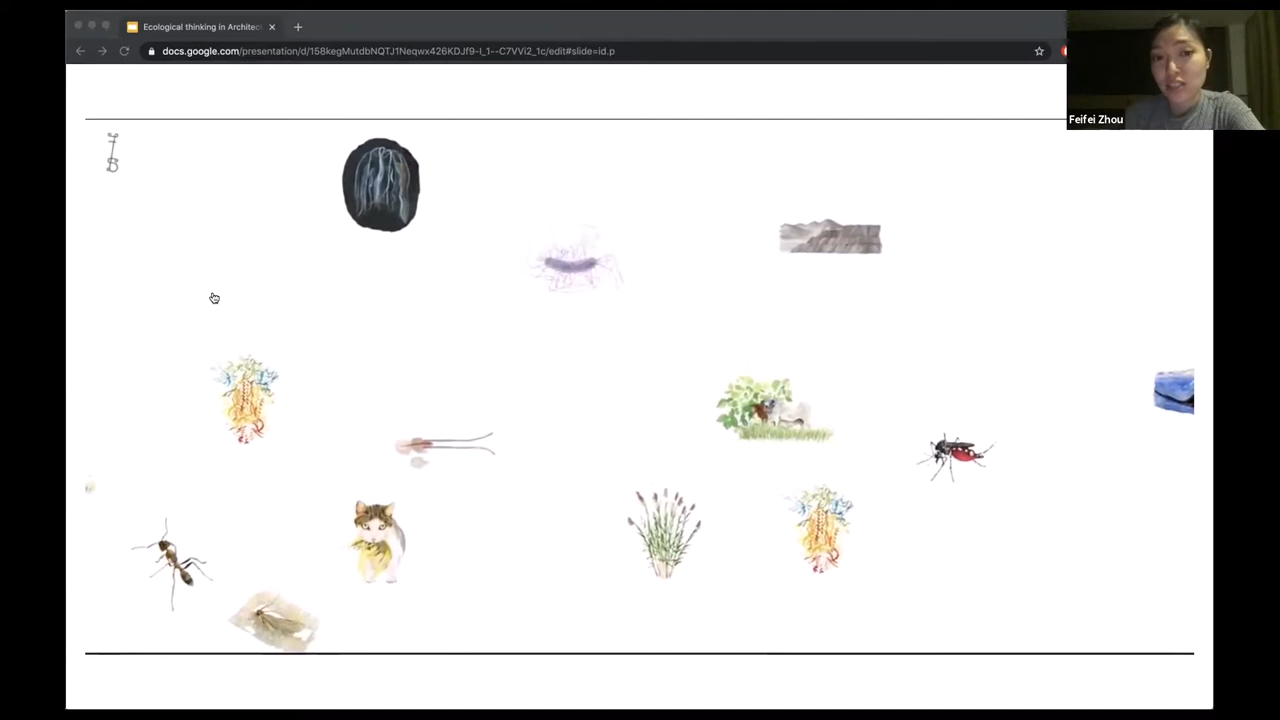 Ecological thinking in Architec
docs.google.com/presentation/d/158kegMutdbNQTJ1Neqwx426KDJf9-I_1--C7VVi2_1c/edit#slide=id.p
Feifei Zhou